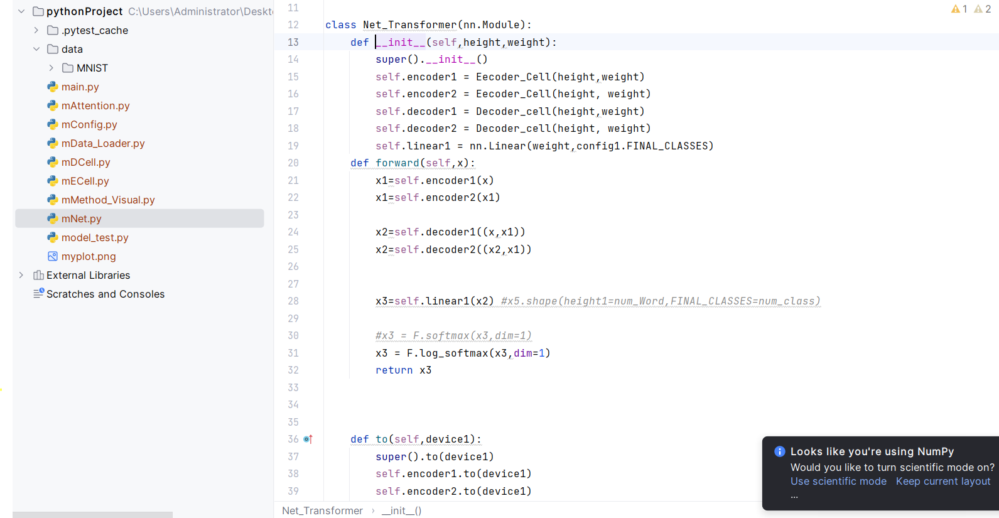 pythonProject C:\Users\Administrator\Deskt
.pytest_cache
data
MNIST
main.py
mAttention.py
mConfig.py
mData_Loader.py
mDCell.py
mECell.py
mMethod_Visual.py
mNet.py
model_test.py
myplot.png
External Libraries
Scratches and Consoles
11
12 class Net_Transformer(nn.Module):
13 def __init__(self,height,weight):
14 super().__init__()
15 self.encoder1 = Eecoder_Cell(height,weight)
16 self.encoder2 = Eecoder_Cell(height, weight)
17 self.decoder1 = Decoder_cell(height,weight)
18 self.decoder2 = Decoder_cell(height, weight)
19 self.linear1 = nn.Linear(weight,config1.FINAL_CLASSES)
20 def forward(self,x):
21 x1=self.encoder1(x)
22 x1=self.encoder2(x1)
23
24 x2=self.decoder1((x,x1))
25 x2=self.decoder2((x2,x1))
26
27
28 x3=self.linear1(x2) #x5.shape(height1=num_Word,FINAL_CLASSES=num_class)
29
30 #x3 = F.softmax(x3,dim=1)
31 x3 = F.log_softmax(x3,dim=1)
32 return x3
33
34
35
36 def to(self,device1):
37 super().to(device1)
38 self.encoder1.to(device1)
39 self.encoder2.to(device1)
1 2
Looks like you're using NumPy
Would you like to turn scientific mode on?
Use scientific mode Keep current layout
...
Net_Transformer › __init__()